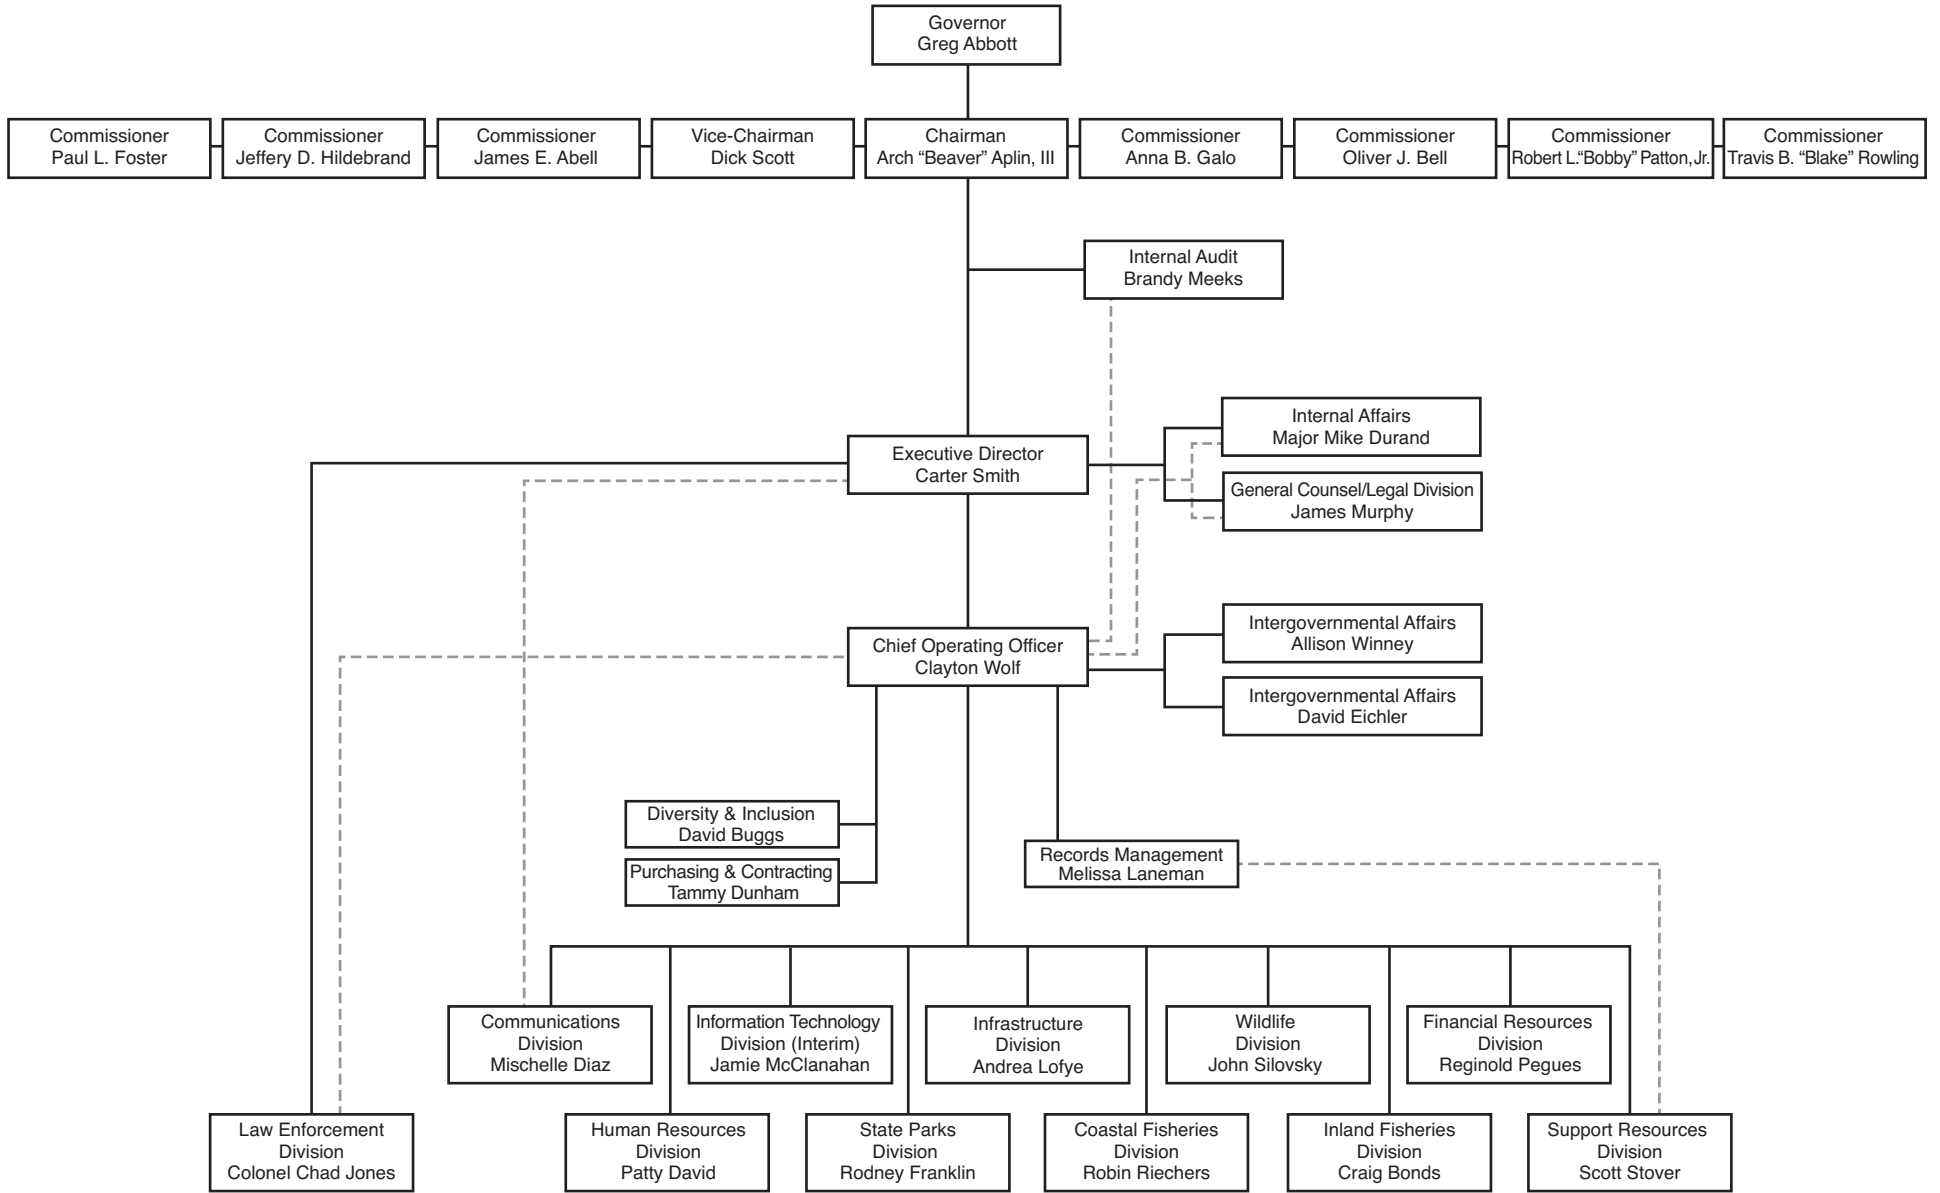 Governor
Greg Abbott
Commissioner
Paul L. Foster
Commissioner
Jeffery D. Hildebrand
Commissioner
James E. Abell
Vice-Chairman
Dick Scott
Chairman
Arch “Beaver” Aplin, III
Commissioner
Anna B. Galo
Commissioner
Oliver J. Bell
Commissioner
Robert L.“Bobby” Patton, Jr.
Commissioner
Travis B. “Blake” Rowling
Internal Audit
Brandy Meeks
Internal Affairs
Major Mike Durand
Executive Director
Carter Smith
General Counsel/Legal Division
James Murphy
Intergovernmental Affairs
Allison Winney
Chief Operating Officer
Clayton Wolf
Intergovernmental Affairs
David Eichler
Diversity & Inclusion
David Buggs
Purchasing & Contracting
Tammy Dunham
Records Management
Melissa Laneman
Communications
Division
Mischelle Diaz
Information Technology
Division (Interim)
Jamie McClanahan
Infrastructure
Division
Andrea Lofye
Wildlife
Division
John Silovsky
Financial Resources
Division
Reginold Pegues
Law Enforcement
Division
Colonel Chad Jones
Human Resources
Division
Patty David
State Parks
Division
Rodney Franklin
Coastal Fisheries
Division
Robin Riechers
Inland Fisheries
Division
Craig Bonds
Support Resources
Division
Scott Stover